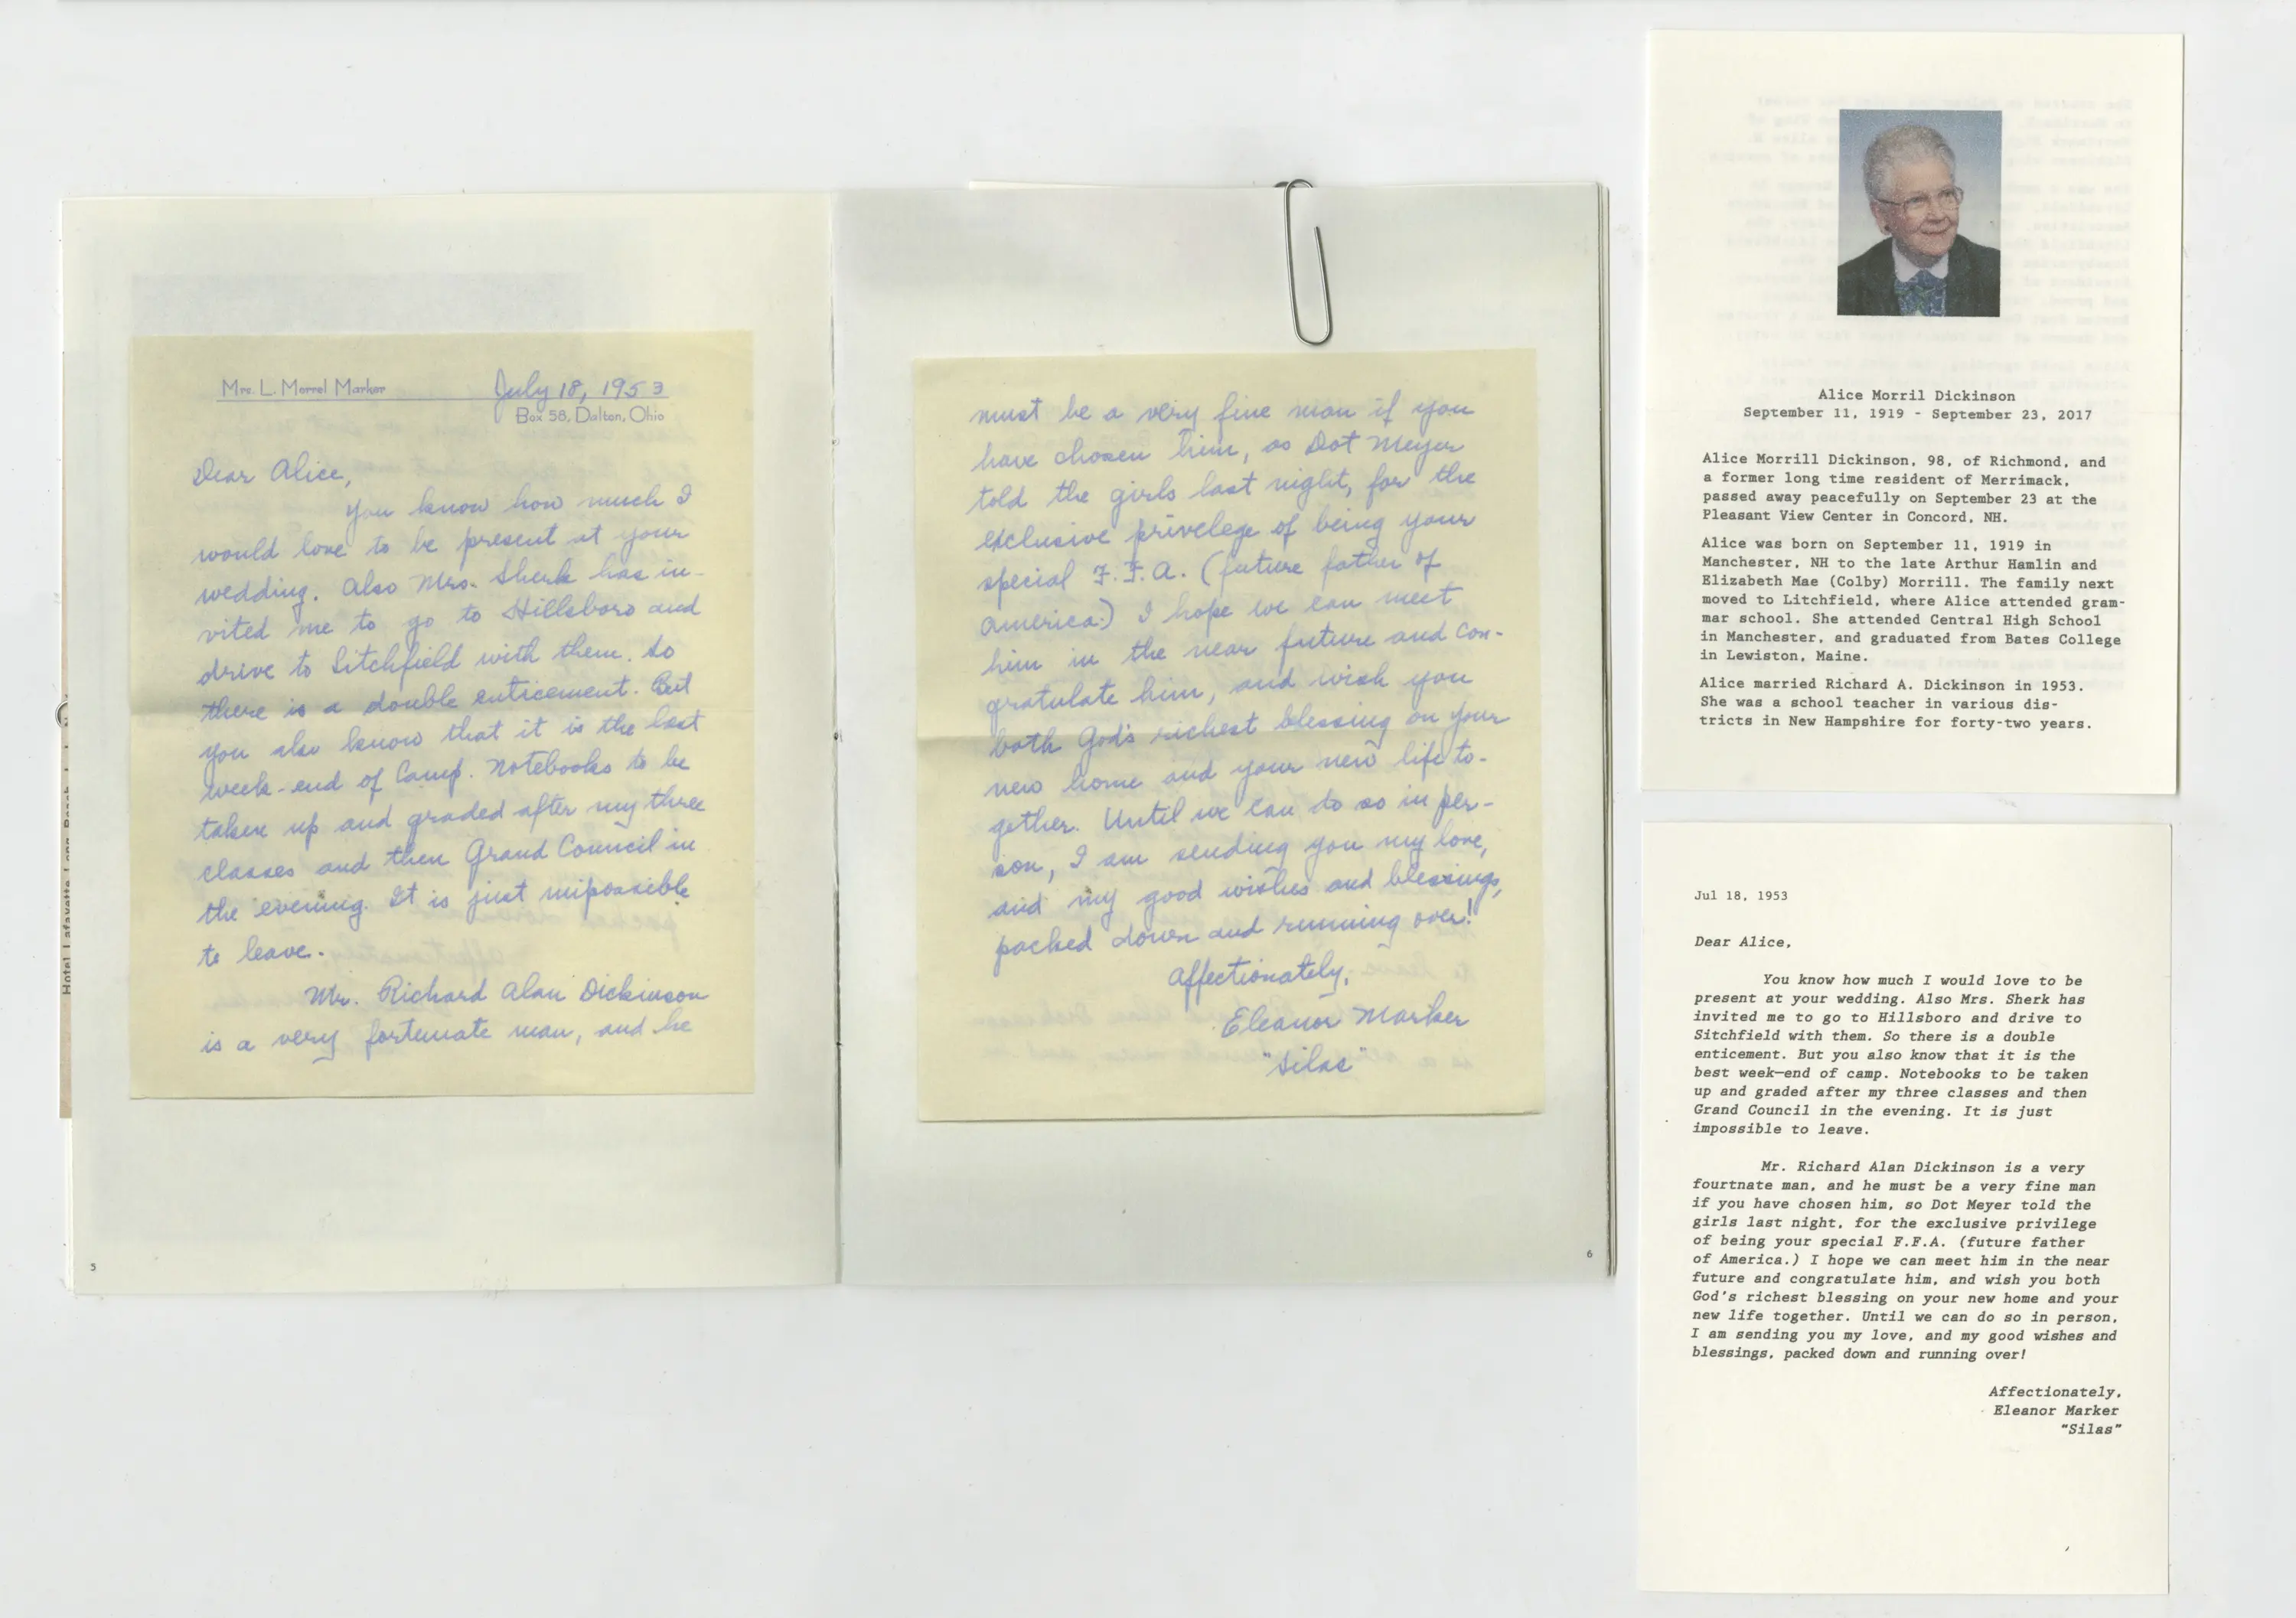 Mrs. L. Morrel Marker
July 18, 1953
Box 58, Dalton, Ohio
Dear Alice,
You know how much I
would love to be present at your
wedding. Also Mrs. Sherk has in-
vited me to go to Hillsboro and
drive to Litchfield with them. So
there is a double enticement. But
you also know that it is the last
week-end of Camp. Notebooks to be
taken up and graded after my three
classes and then Grand Council in
the evening. It is just impossible
to leave.
Mr. Richard Alan Dickinson
is a very fortunate man, and he
5
must be a very fine man if you
have chosen him, as Dot Meyer
told the girls last night, for the
exclusive privelege of being your
special F.F.A. (future father of
America.) I hope we can meet
him in the near future and con-
gratulate him, and wish you
both God's richest blessing on your
new home and your new life to-
gether. Until we can do so in per-
son, I am sending you my love,
and my good wishes and blessings,
packed down and running over!
Affectionately,
Eleanor Marker
"Silas"
6
Alice Morril Dickinson
September 11, 1919 - September 23, 2017
Alice Morrill Dickinson, 98, of Richmond, and
a former long time resident of Merrimack,
passed away peacefully on September 23 at the
Pleasant View Center in Concord, NH.
Alice was born on September 11, 1919 in
Manchester, NH to the late Arthur Hamlin and
Elizabeth Mae (Colby) Morrill. The family next
moved to Litchfield, where Alice attended gram-
mar school. She attended Central High School
in Manchester, and graduated from Bates College
in Lewiston, Maine.
Alice married Richard A. Dickinson in 1953.
She was a school teacher in various dis-
tricts in New Hampshire for forty-two years.
Jul 18, 1953
Dear Alice,
You know how much I would love to be
present at your wedding. Also Mrs. Sherk has
invited me to go to Hillsboro and drive to
Sitchfield with them. So there is a double
enticement. But you also know that it is the
best week—end of camp. Notebooks to be taken
up and graded after my three classes and then
Grand Council in the evening. It is just
impossible to leave.
Mr. Richard Alan Dickinson is a very
fourtnate man, and he must be a very fine man
if you have chosen him, so Dot Meyer told the
girls last night, for the exclusive privilege
of being your special F.F.A. (future father
of America.) I hope we can meet him in the near
future and congratulate him, and wish you both
God's richest blessing on your new home and your
new life together. Until we can do so in person,
I am sending you my love, and my good wishes and
blessings, packed down and running over!
Affectionately,
Eleanor Marker
“Silas”
Hotel Lafayette Long Beach